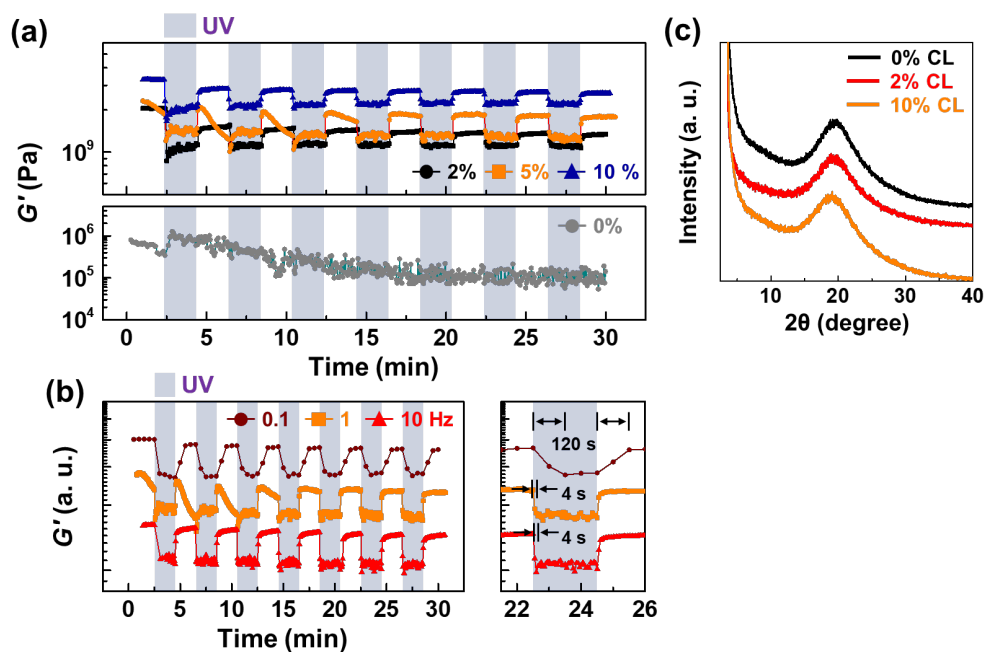 (a)
UV
G′ (Pa)
10⁹
2% 5% 10 %
10⁶
0%
10⁵
10⁴
0 5 10 15 20 25 30
Time (min)
(b)
UV
G′ (a. u.)
0.1 1 10 Hz
0 5 10 15 20 25 30
Time (min)
120 s
4 s
4 s
22 24 26
(c)
0% CL
2% CL
10% CL
Intensity (a. u.)
10 20 30 40
2θ (degree)